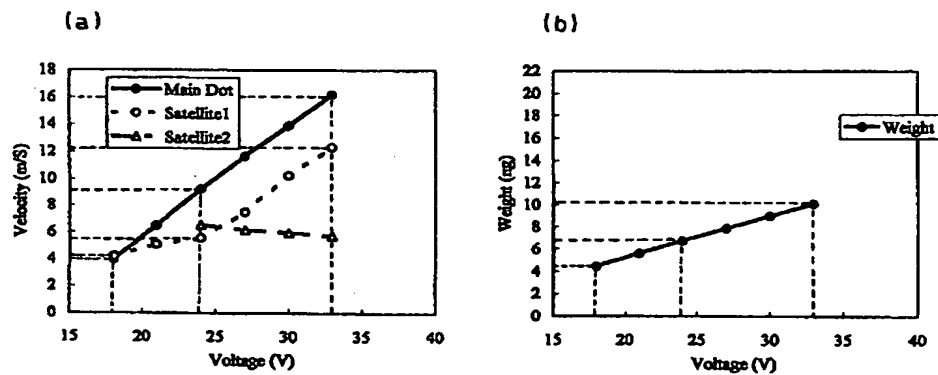 (a)
18
16
14
12
10
8
6
4
2
0
Velocity (m/S)
Main Dot
Satellite1
Satellite2
15 20 25 30 35 40
Voltage (V)
(b)
22
20
18
16
14
12
10
8
6
4
2
0
Weight (ng)
Weight
15 20 25 30 35 40
Voltage (V)